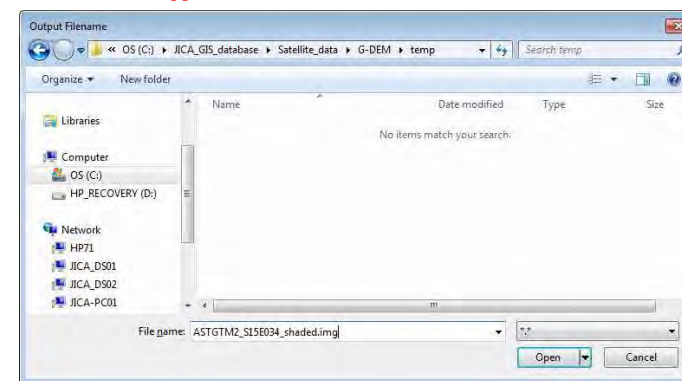 Output Filename
« OS (C:) ▸ JICA_GIS_database ▸ Satellite_data ▸ G-DEM ▸ temp Search temp
Organize New folder
Name Date modified Type Size
No items match your search.
Libraries
Computer
OS (C:)
HP_RECOVERY (D:)
Network
HP71
JICA_DS01
JICA_DS02
JICA-PC01
File name: ASTGTM2_S15E034_shaded.img *.*
Open Cancel